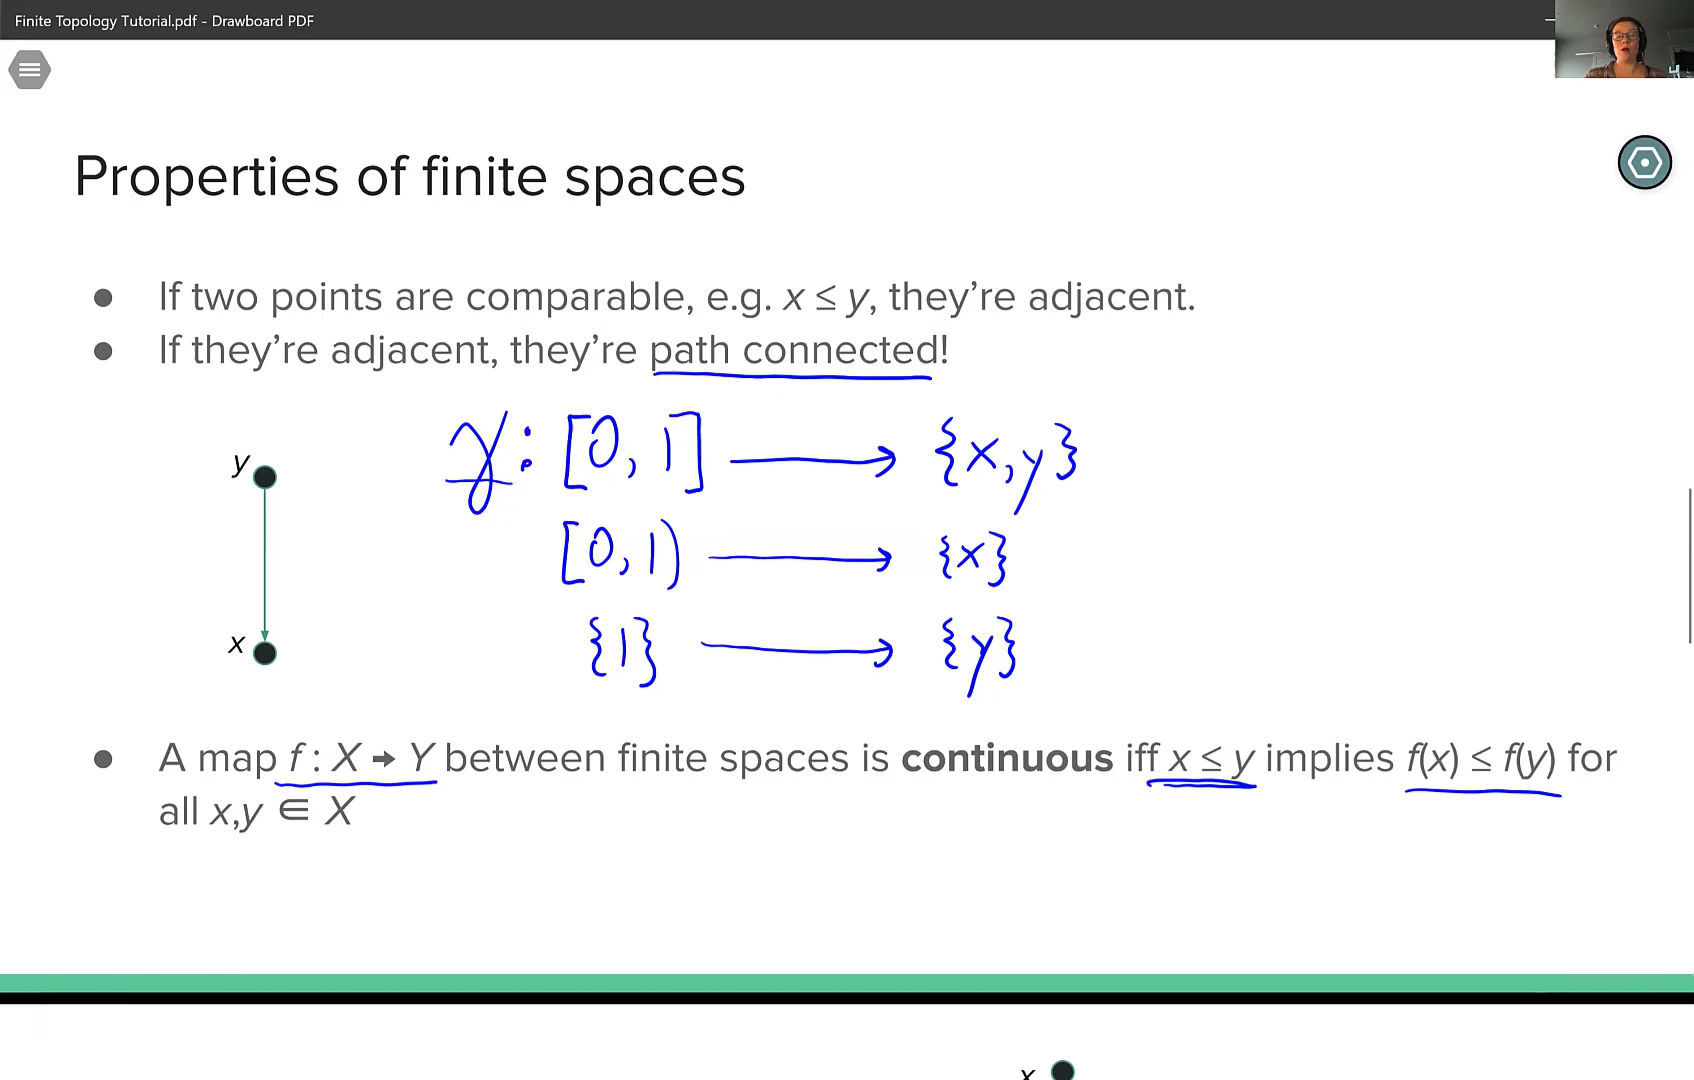 Finite Topology Tutorial.pdf - Drawboard PDF
Properties of finite spaces
● If two points are comparable, e.g. x ≤ y, they're adjacent.
● If they're adjacent, they're path connected!
γ : [0, 1] → {x, y}
y
[0, 1) → {x}
x
{1} → {y}
● A map f : X → Y between finite spaces is continuous iff x ≤ y implies f(x) ≤ f(y) for
all x,y ∈ X
x